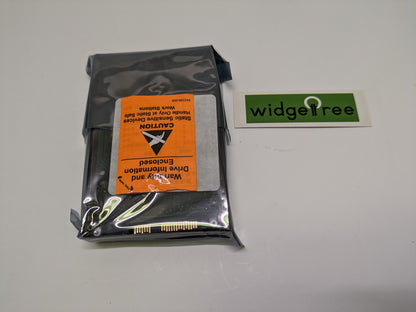 Warranty and
Drive Information
Enclosed
CAUTION
Static Sensitive Devices
Handle Only at Static Safe
Work Stations
widgetree